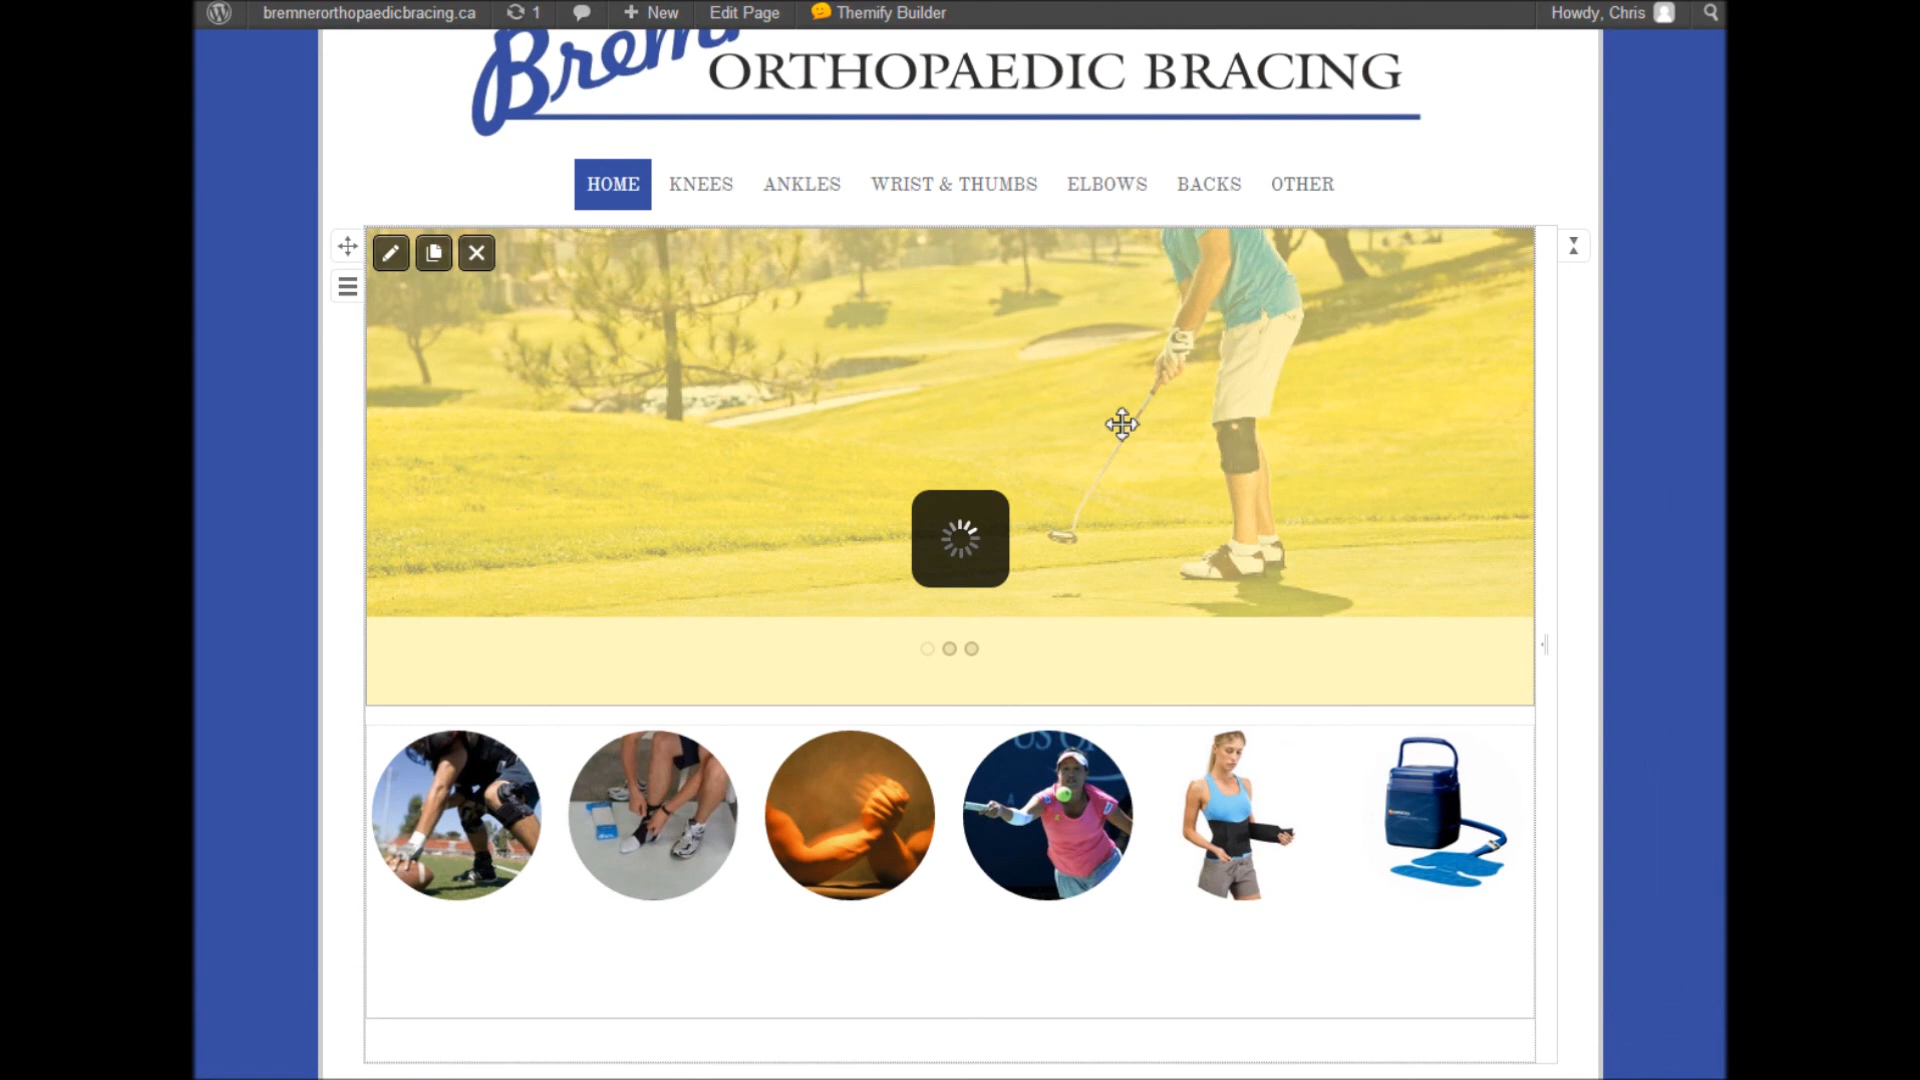 bremnerorthopaedicbracing.ca 1 New Edit Page Themify Builder Howdy, Chris
ORTHOPAEDIC BRACING
HOME KNEES ANKLES WRIST & THUMBS ELBOWS BACKS OTHER
US O